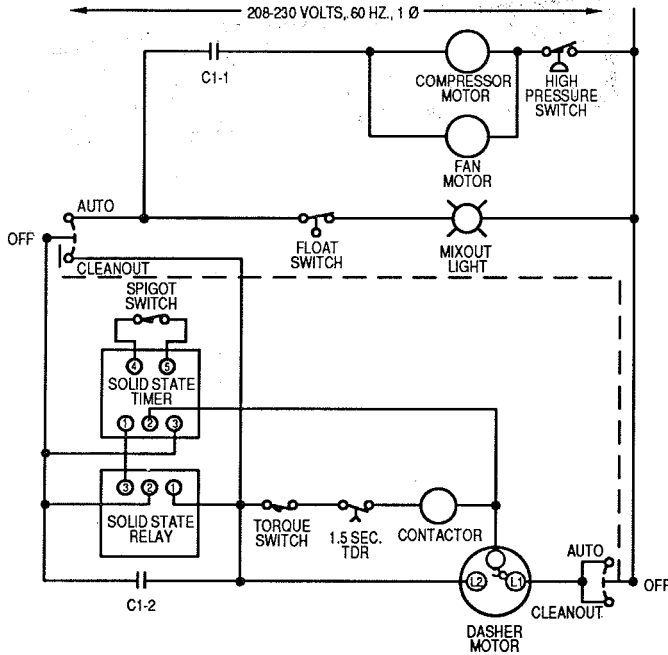 208-230 VOLTS, 60 HZ., 1 Ø
C1-1
COMPRESSOR
MOTOR
HIGH
PRESSURE
SWITCH
FAN
MOTOR
AUTO
OFF
CLEANOUT
FLOAT
SWITCH
MIXOUT
LIGHT
SPIGOT
SWITCH
4 5
SOLID STATE
TIMER
1 2 3
3 2 1
SOLID STATE
RELAY
TORQUE
SWITCH
1.5 SEC.
TDR
CONTACTOR
C1-2
L2 L1
DASHER
MOTOR
AUTO
OFF
CLEANOUT